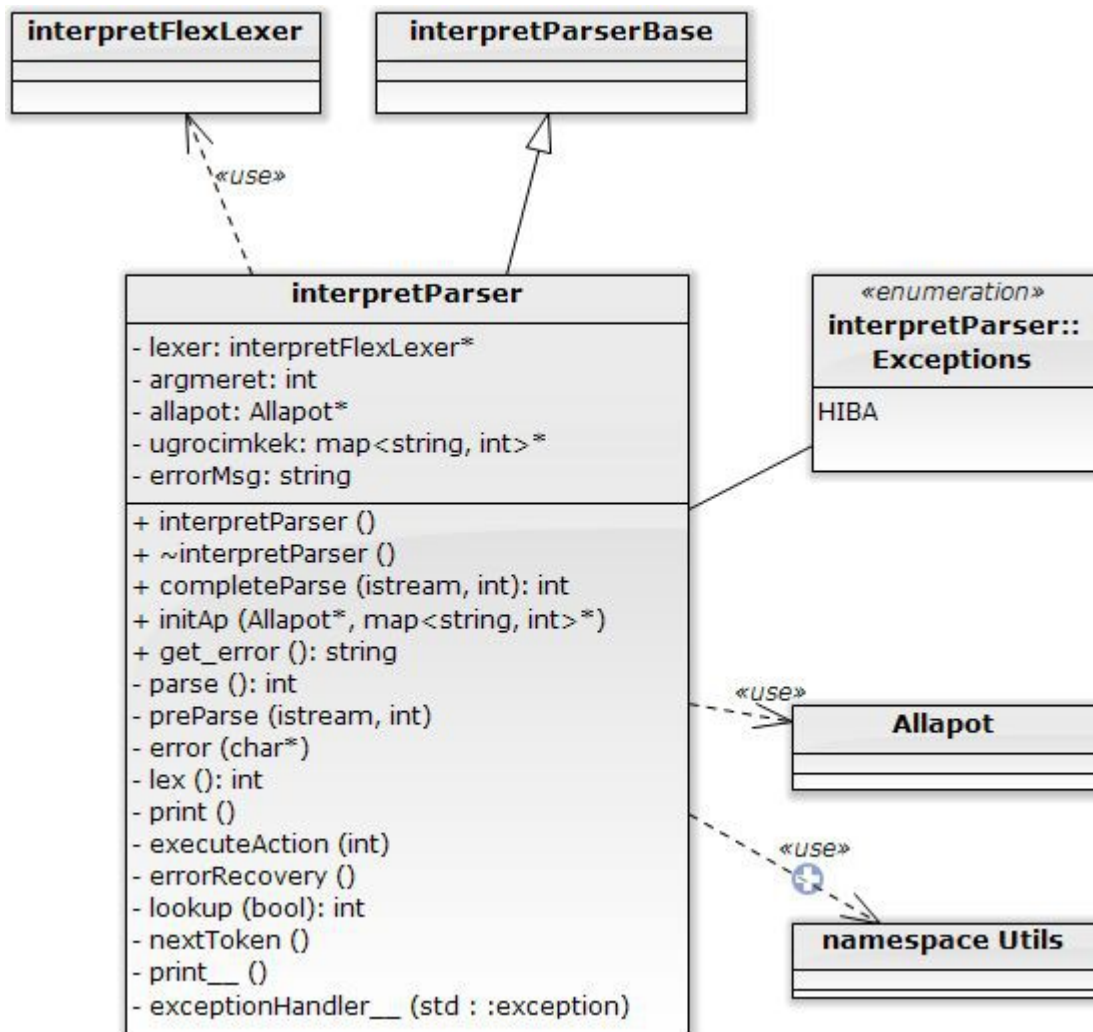 interpretFlexLexer
interpretParserBase
«use»
interpretParser
- lexer: interpretFlexLexer*
- argmeret: int
- allapot: Allapot*
- ugrocimkek: map<string, int>*
- errorMsg: string
+ interpretParser ()
+ ~interpretParser ()
+ completeParse (istream, int): int
+ initAp (Allapot*, map<string, int>*)
+ get_error (): string
- parse (): int
- preParse (istream, int)
- error (char*)
- lex (): int
- print ()
- executeAction (int)
- errorRecovery ()
- lookup (bool): int
- nextToken ()
- print__ ()
- exceptionHandler__ (std : :exception)
«enumeration»
interpretParser::
Exceptions
HIBA
«use»
Allapot
«use»
namespace Utils